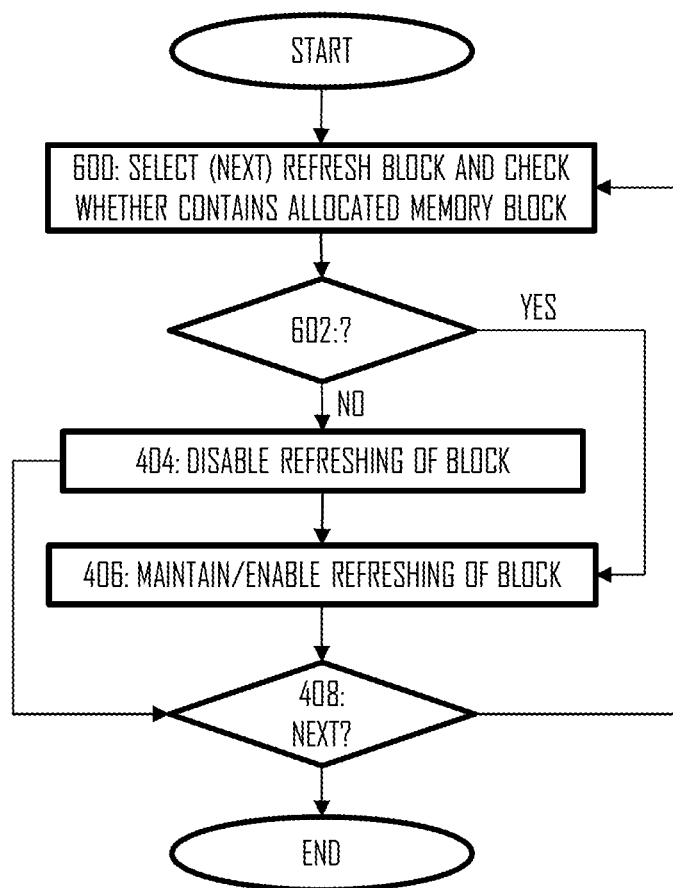 START
600: SELECT (NEXT) REFRESH BLOCK AND CHECK
WHETHER CONTAINS ALLOCATED MEMORY BLOCK
602:?
YES
NO
404: DISABLE REFRESHING OF BLOCK
406: MAINTAIN/ENABLE REFRESHING OF BLOCK
408:
NEXT?
END